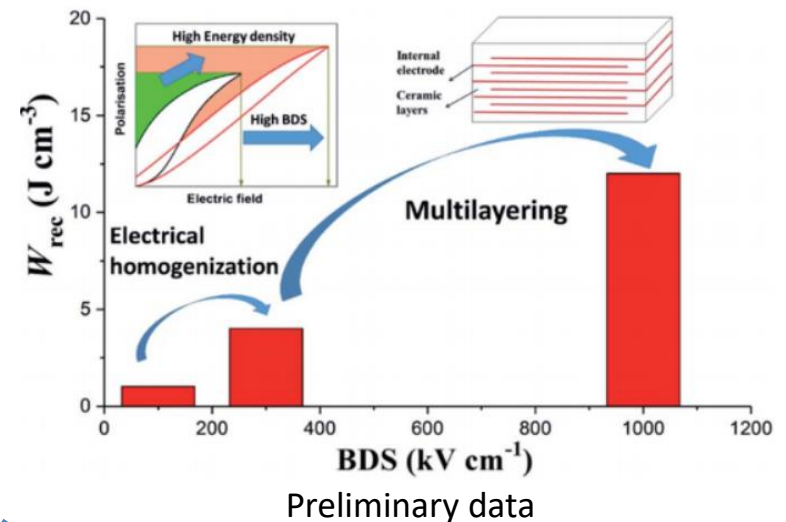 High Energy density
Polarisation
High BDS
Electric field
Internal
electrode
Ceramic
layers
20
15
10
5
0
W_rec (J cm^-3)
Electrical
homogenization
Multilayering
0 200 400 600 800 1000 1200
BDS (kV cm^-1)
Preliminary data